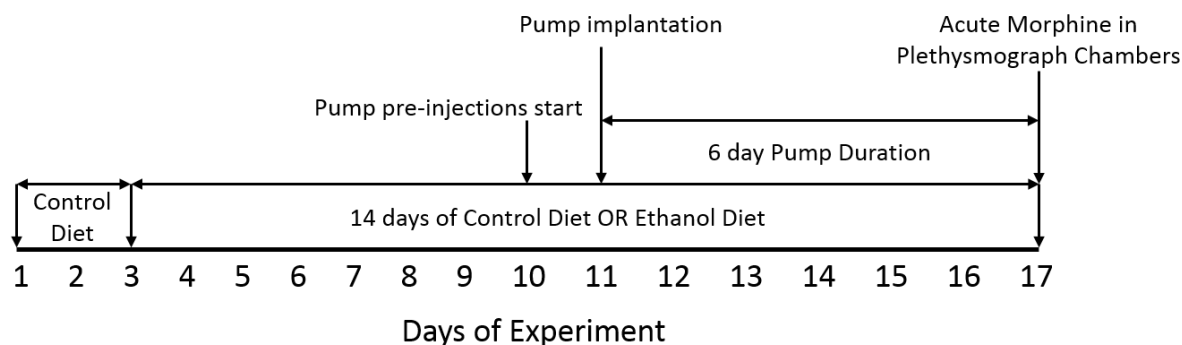 Pump implantation
Acute Morphine in
Plethysmograph Chambers
Pump pre-injections start
6 day Pump Duration
Control
Diet
14 days of Control Diet OR Ethanol Diet
1 2 3 4 5 6 7 8 9 10 11 12 13 14 15 16 17
Days of Experiment